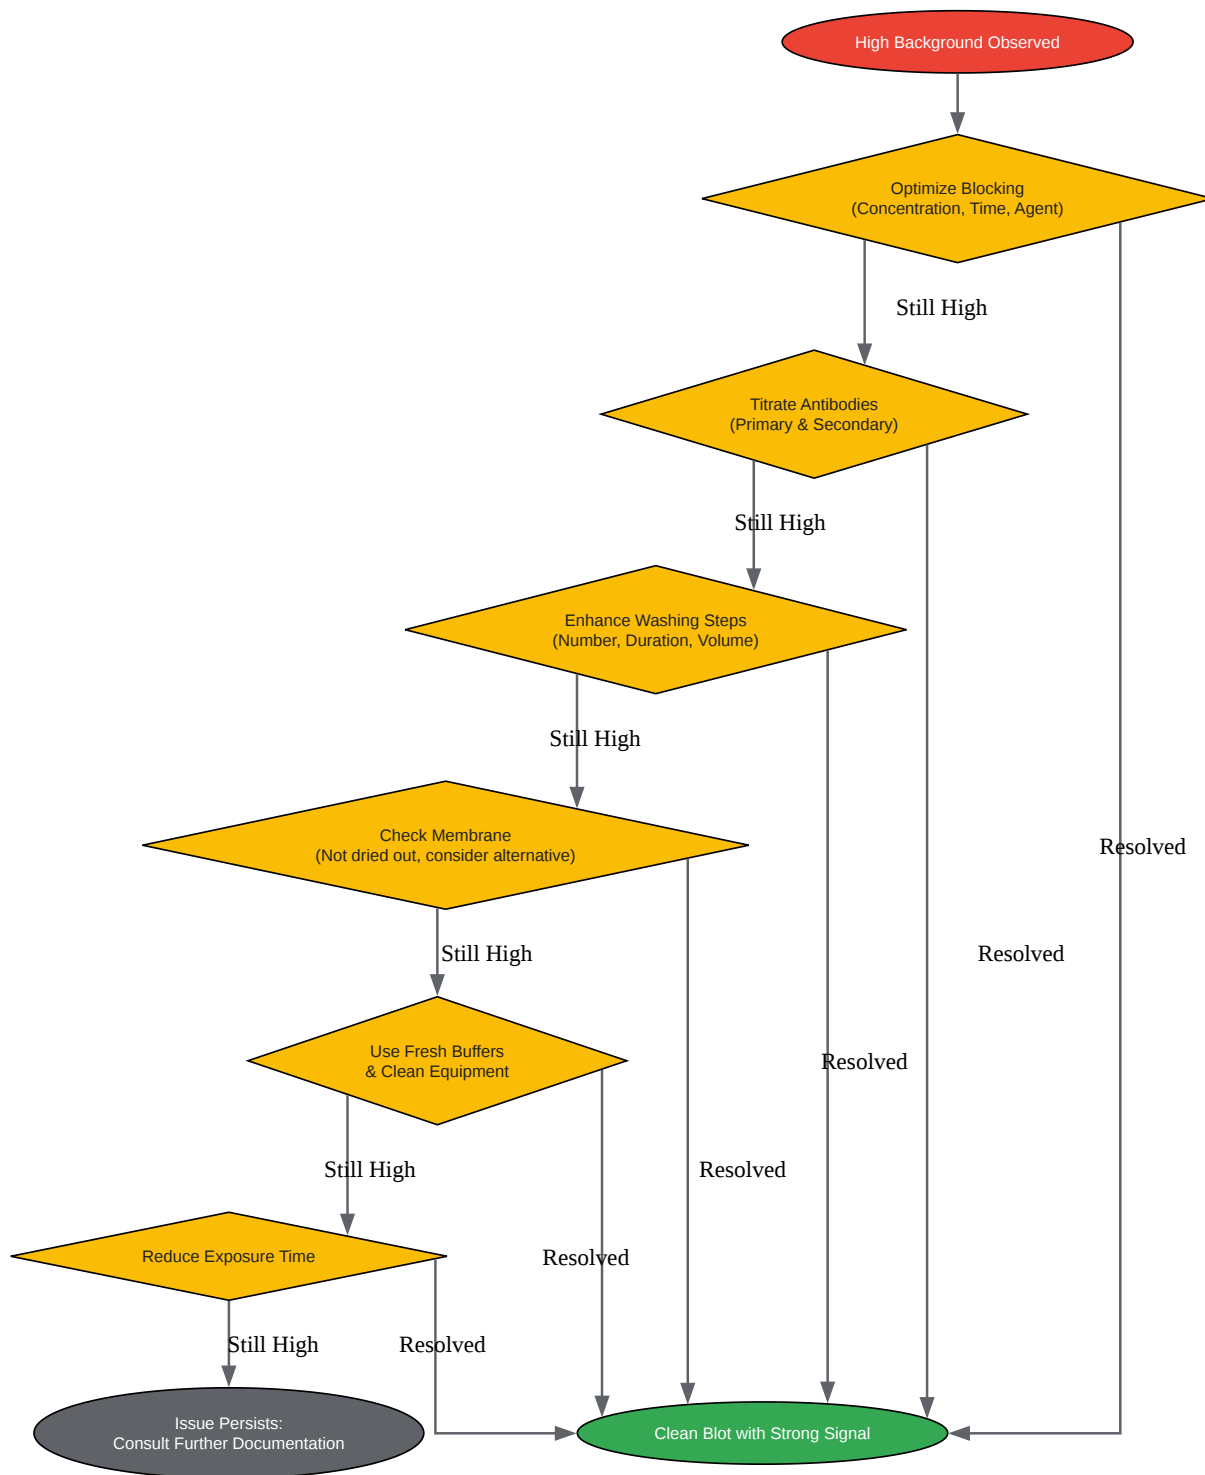 High Background Observed
Optimize Blocking
(Concentration, Time, Agent)
Still High
Titrate Antibodies
(Primary & Secondary)
Still High
Enhance Washing Steps
(Number, Duration, Volume)
Still High
Check Membrane
(Not dried out, consider alternative)
Resolved
Still High
Resolved
Use Fresh Buffers
& Clean Equipment
Resolved
Still High
Resolved
Reduce Exposure Time
Resolved
Still High
Resolved
Issue Persists:
Consult Further Documentation
Clean Blot with Strong Signal